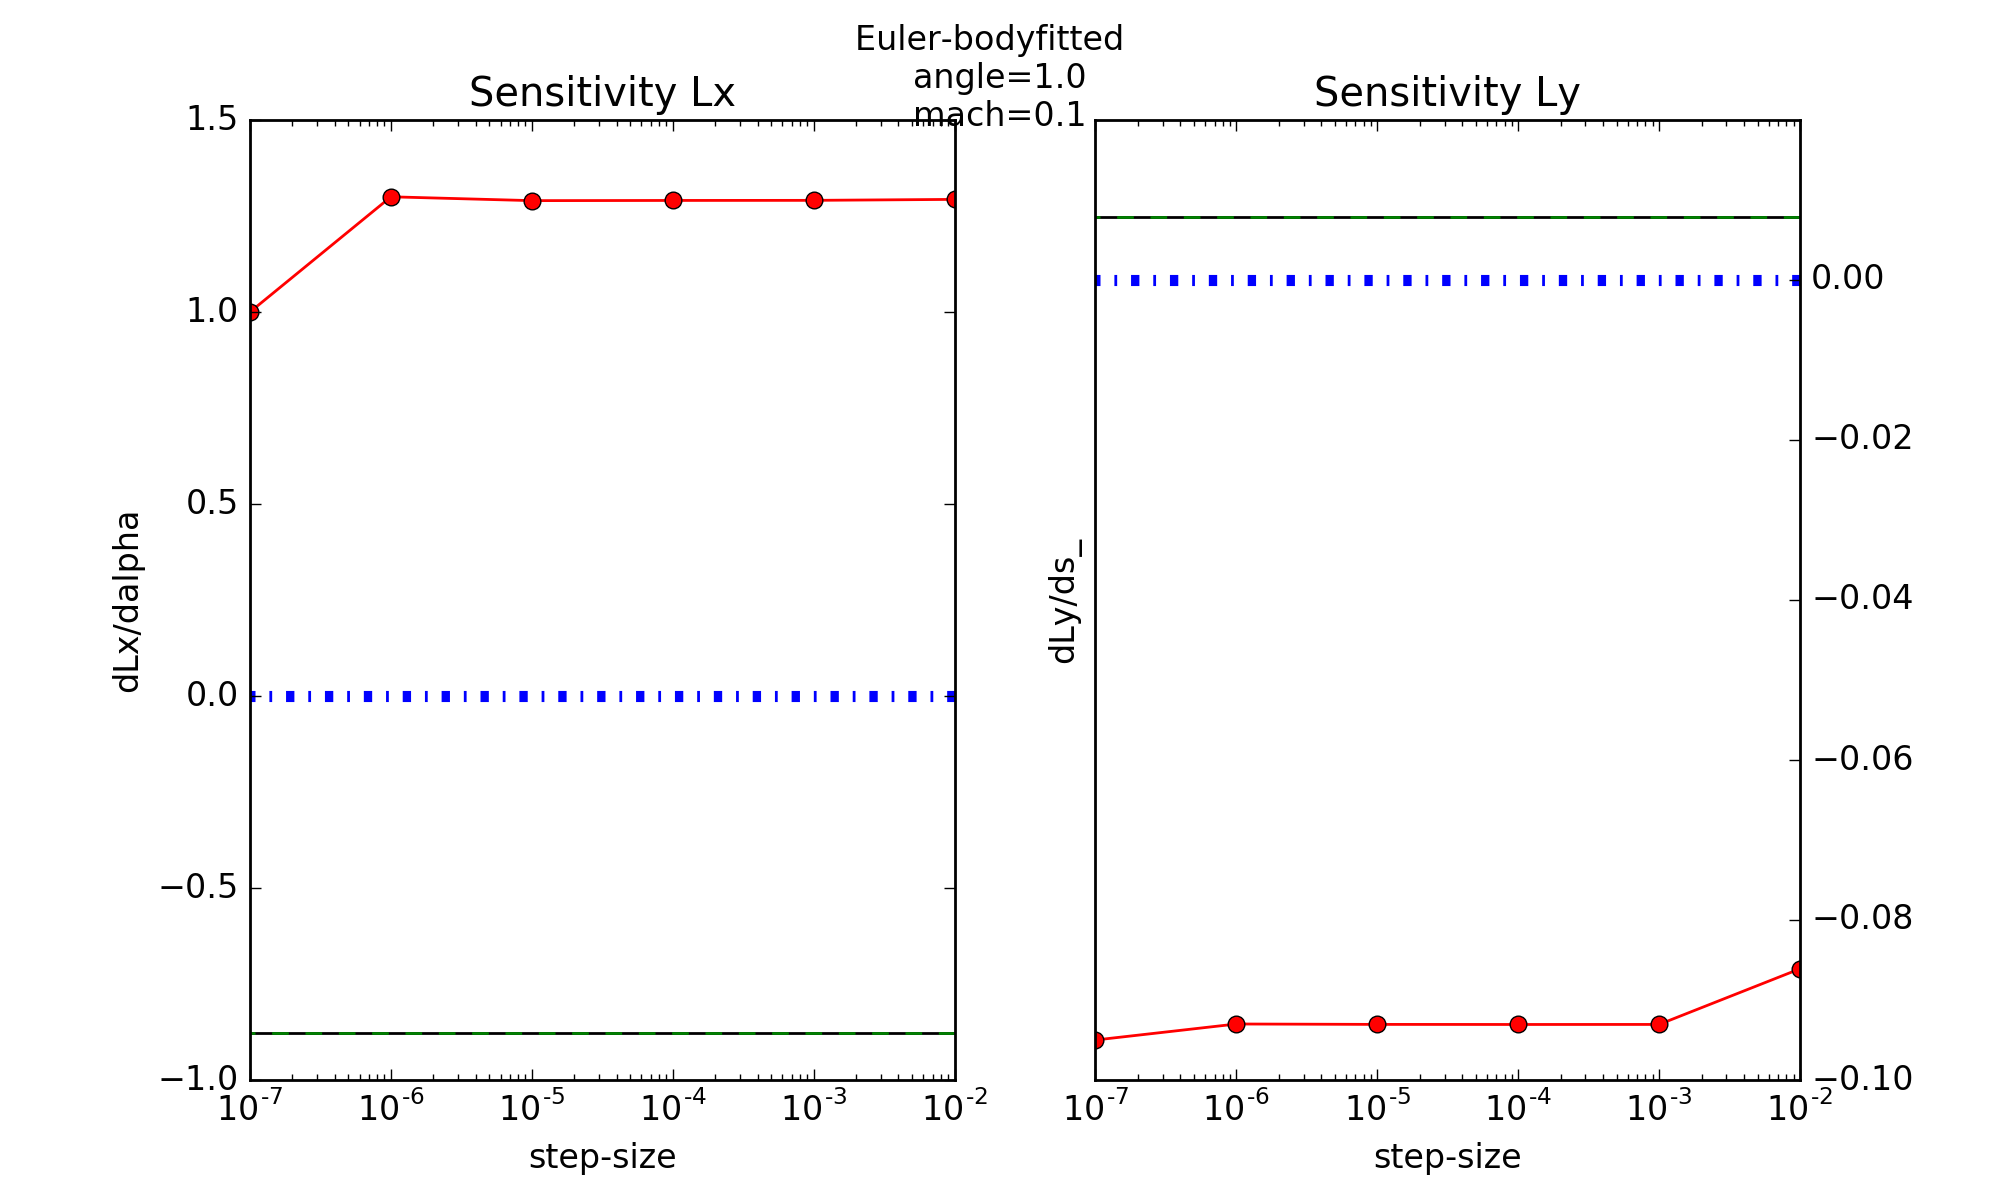 Euler-bodyfitted
angle=1.0
mach=0.1
Sensitivity Lx
1.5
1.0
0.5
0.0
−0.5
−1.0
dLx/dalpha
10⁻⁷ 10⁻⁶ 10⁻⁵ 10⁻⁴ 10⁻³ 10⁻²
step-size
Sensitivity Ly
0.00
−0.02
−0.04
−0.06
−0.08
−0.10
dLy/ds_
10⁻⁷ 10⁻⁶ 10⁻⁵ 10⁻⁴ 10⁻³ 10⁻²
step-size